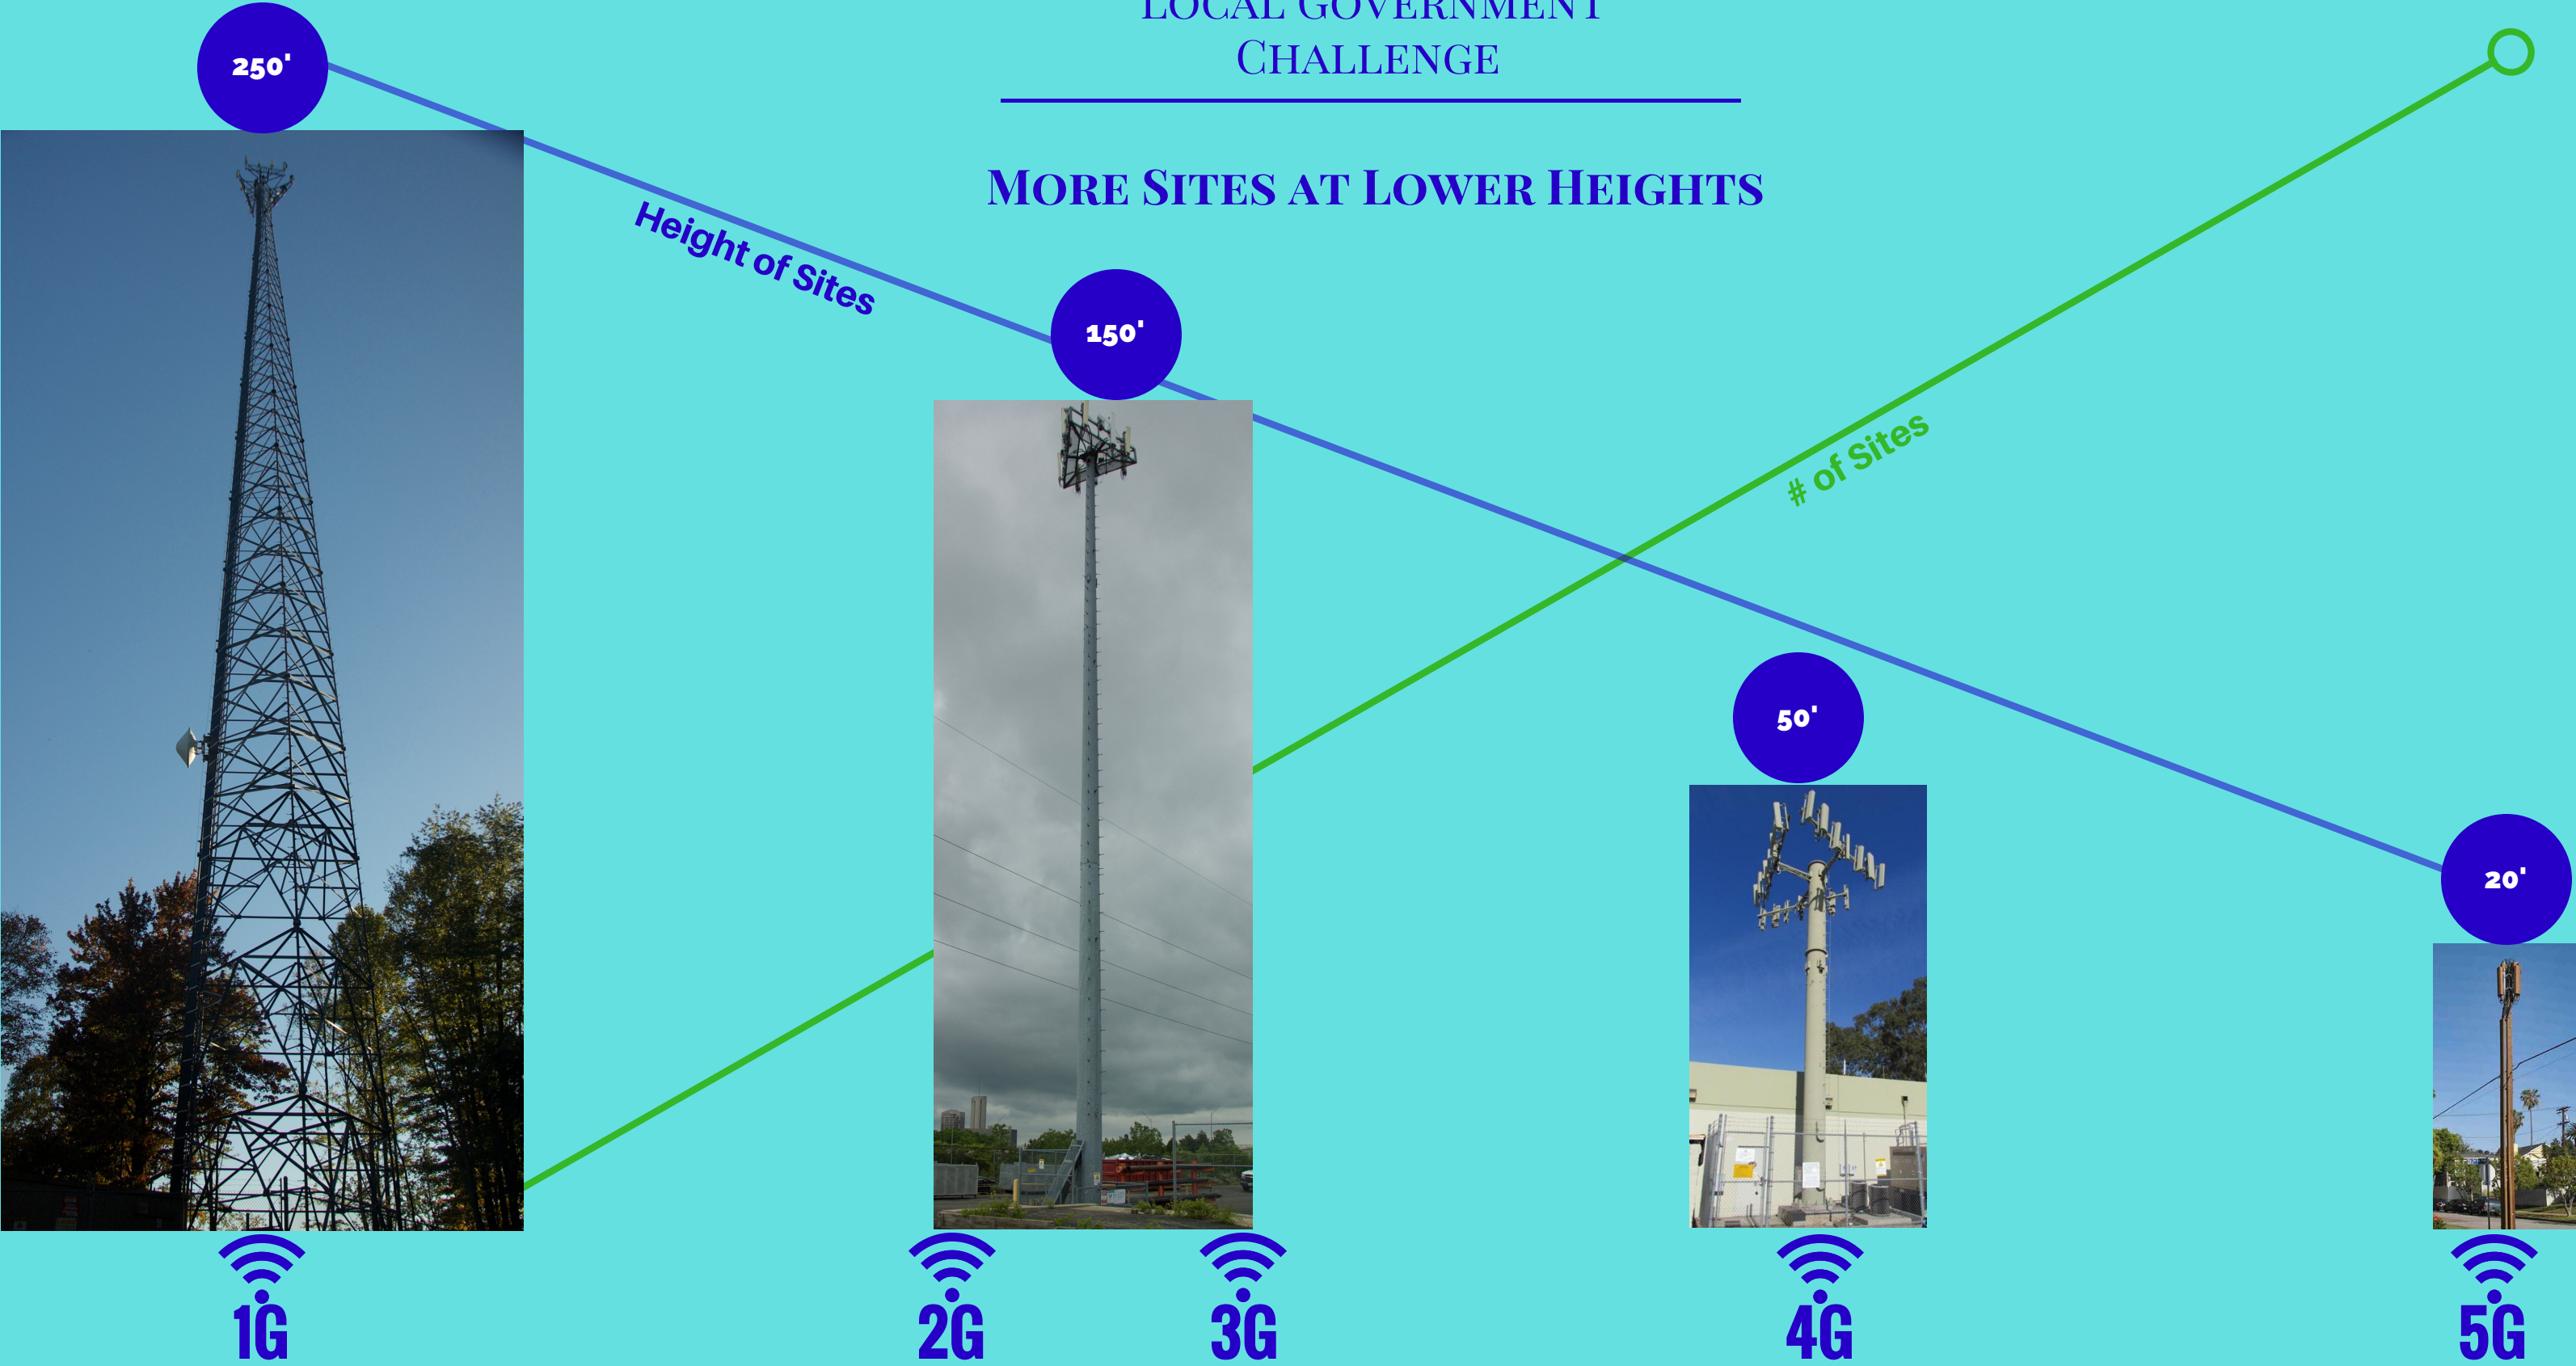 LOCAL GOVERNMENT
CHALLENGE
MORE SITES AT LOWER HEIGHTS
250'
Height of Sites
150'
# of Sites
50'
20'
1G
2G
3G
4G
5G